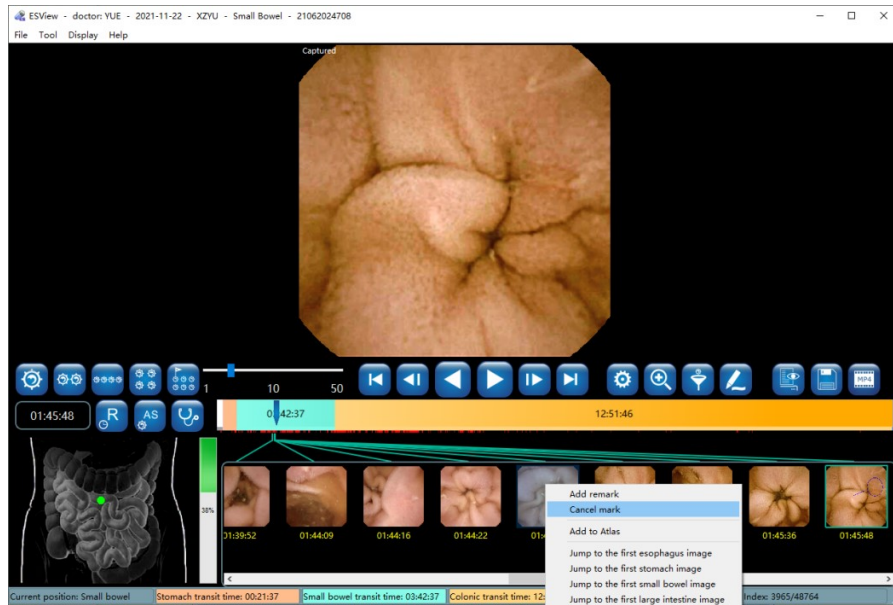 ESView - doctor: YUE - 2021-11-22 - XZYU - Small Bowel - 21062024708
File Tool Display Help
Captured
1 10 50
MP4
01:45:48 R AS 42:37 12:51:46
38%
01:39:52 01:44:09 01:44:16 01:44:22 01:45:36 01:45:48
Add remark
Cancel mark
Add to Atlas
Jump to the first esophagus image
Jump to the first stomach image
Jump to the first small bowel image
Jump to the first large intestine image
Current position: Small bowel Stomach transit time: 00:21:37 Small bowel transit time: 03:42:37 Colonic transit time: 12: Index: 3965/48764